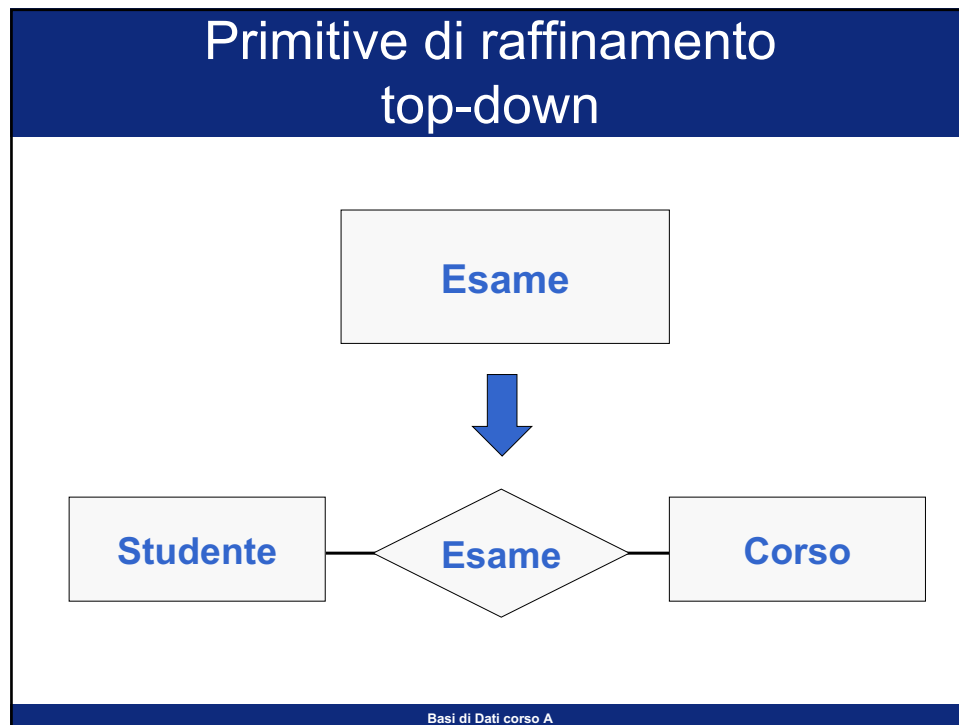 Primitive di raffinamento
top-down
Esame
Studente
Esame
Corso
Basi di Dati corso A